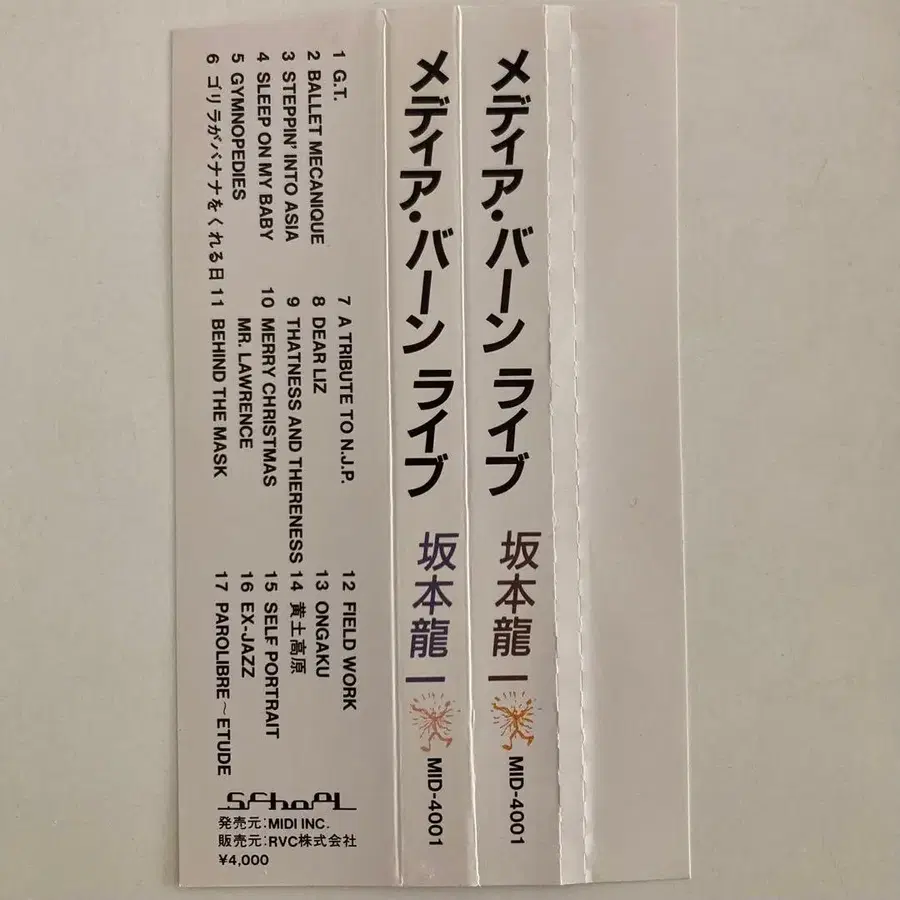 1 G.T.
2 BALLET MECANIQUE
3 STEPPIN' INTO ASIA
4 SLEEP ON MY BABY
5 GYMNOPEDIES
6 ゴリラがバナナをくれる日
7 A TRIBUTE TO N.J.P.
8 DEAR LIZ
9 THATNESS AND THERENESS
10 MERRY CHRISTMAS
MR. LAWRENCE
11 BEHIND THE MASK
12 FIELD WORK
13 ONGAKU
14 黄土高原
15 SELF PORTRAIT
16 EX-JAZZ
17 PAROLIBRE～ETUDE
School
発売元:MIDI INC.
販売元:RVC株式会社
¥4,000
メディア・バーン ライブ 坂本龍一 MID-4001
メディア・バーン ライブ 坂本龍一 MID-4001